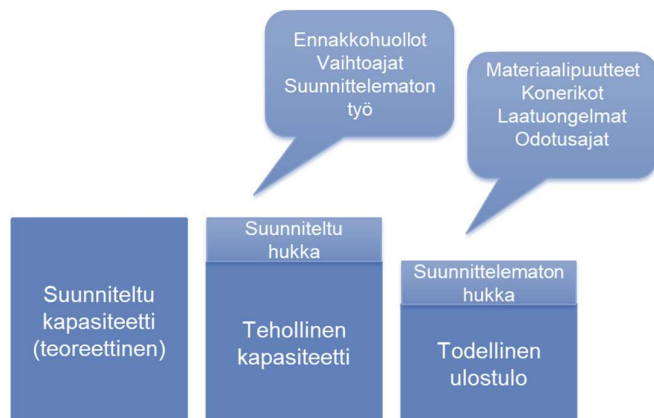 Ennakkohuollot
Vaihtoajat
Suunnittelematon
työ
Materiaalipuutteet
Konerikot
Laatuongelmat
Odotusajat
Suunniteltu
kapasiteetti
(teoreettinen)
Suunniteltu
hukka
Tehollinen
kapasiteetti
Suunnittelematon
hukka
Todellinen
ulostulo